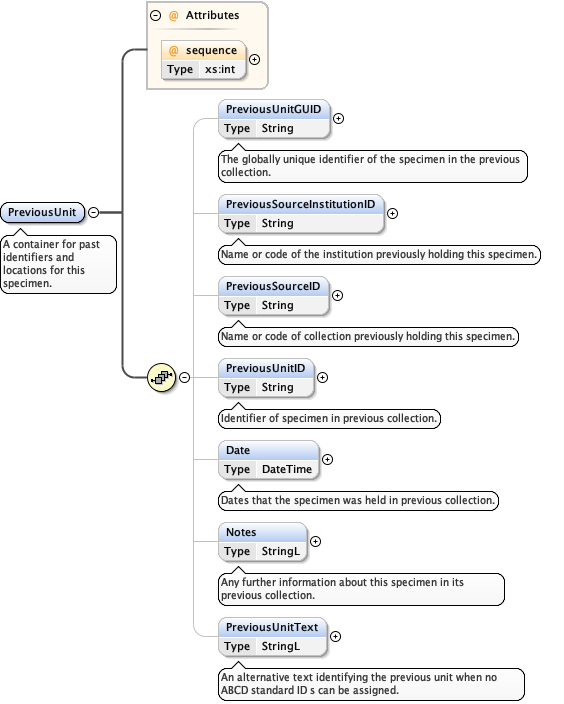 @ Attributes
@ sequence
Type xs:int
PreviousUnitGUID
Type String
The globally unique identifier of the specimen in the previous
collection.
PreviousSourceInstitutionID
Type String
Name or code of the institution previously holding this specimen.
PreviousUnit
A container for past
identifiers and
locations for this
specimen.
PreviousSourceID
Type String
Name or code of collection previously holding this specimen.
PreviousUnitID
Type String
Identifier of specimen in previous collection.
Date
Type DateTime
Dates that the specimen was held in previous collection.
Notes
Type StringL
Any further information about this specimen in its
previous collection.
PreviousUnitText
Type StringL
An alternative text identifying the previous unit when no
ABCD standard ID s can be assigned.